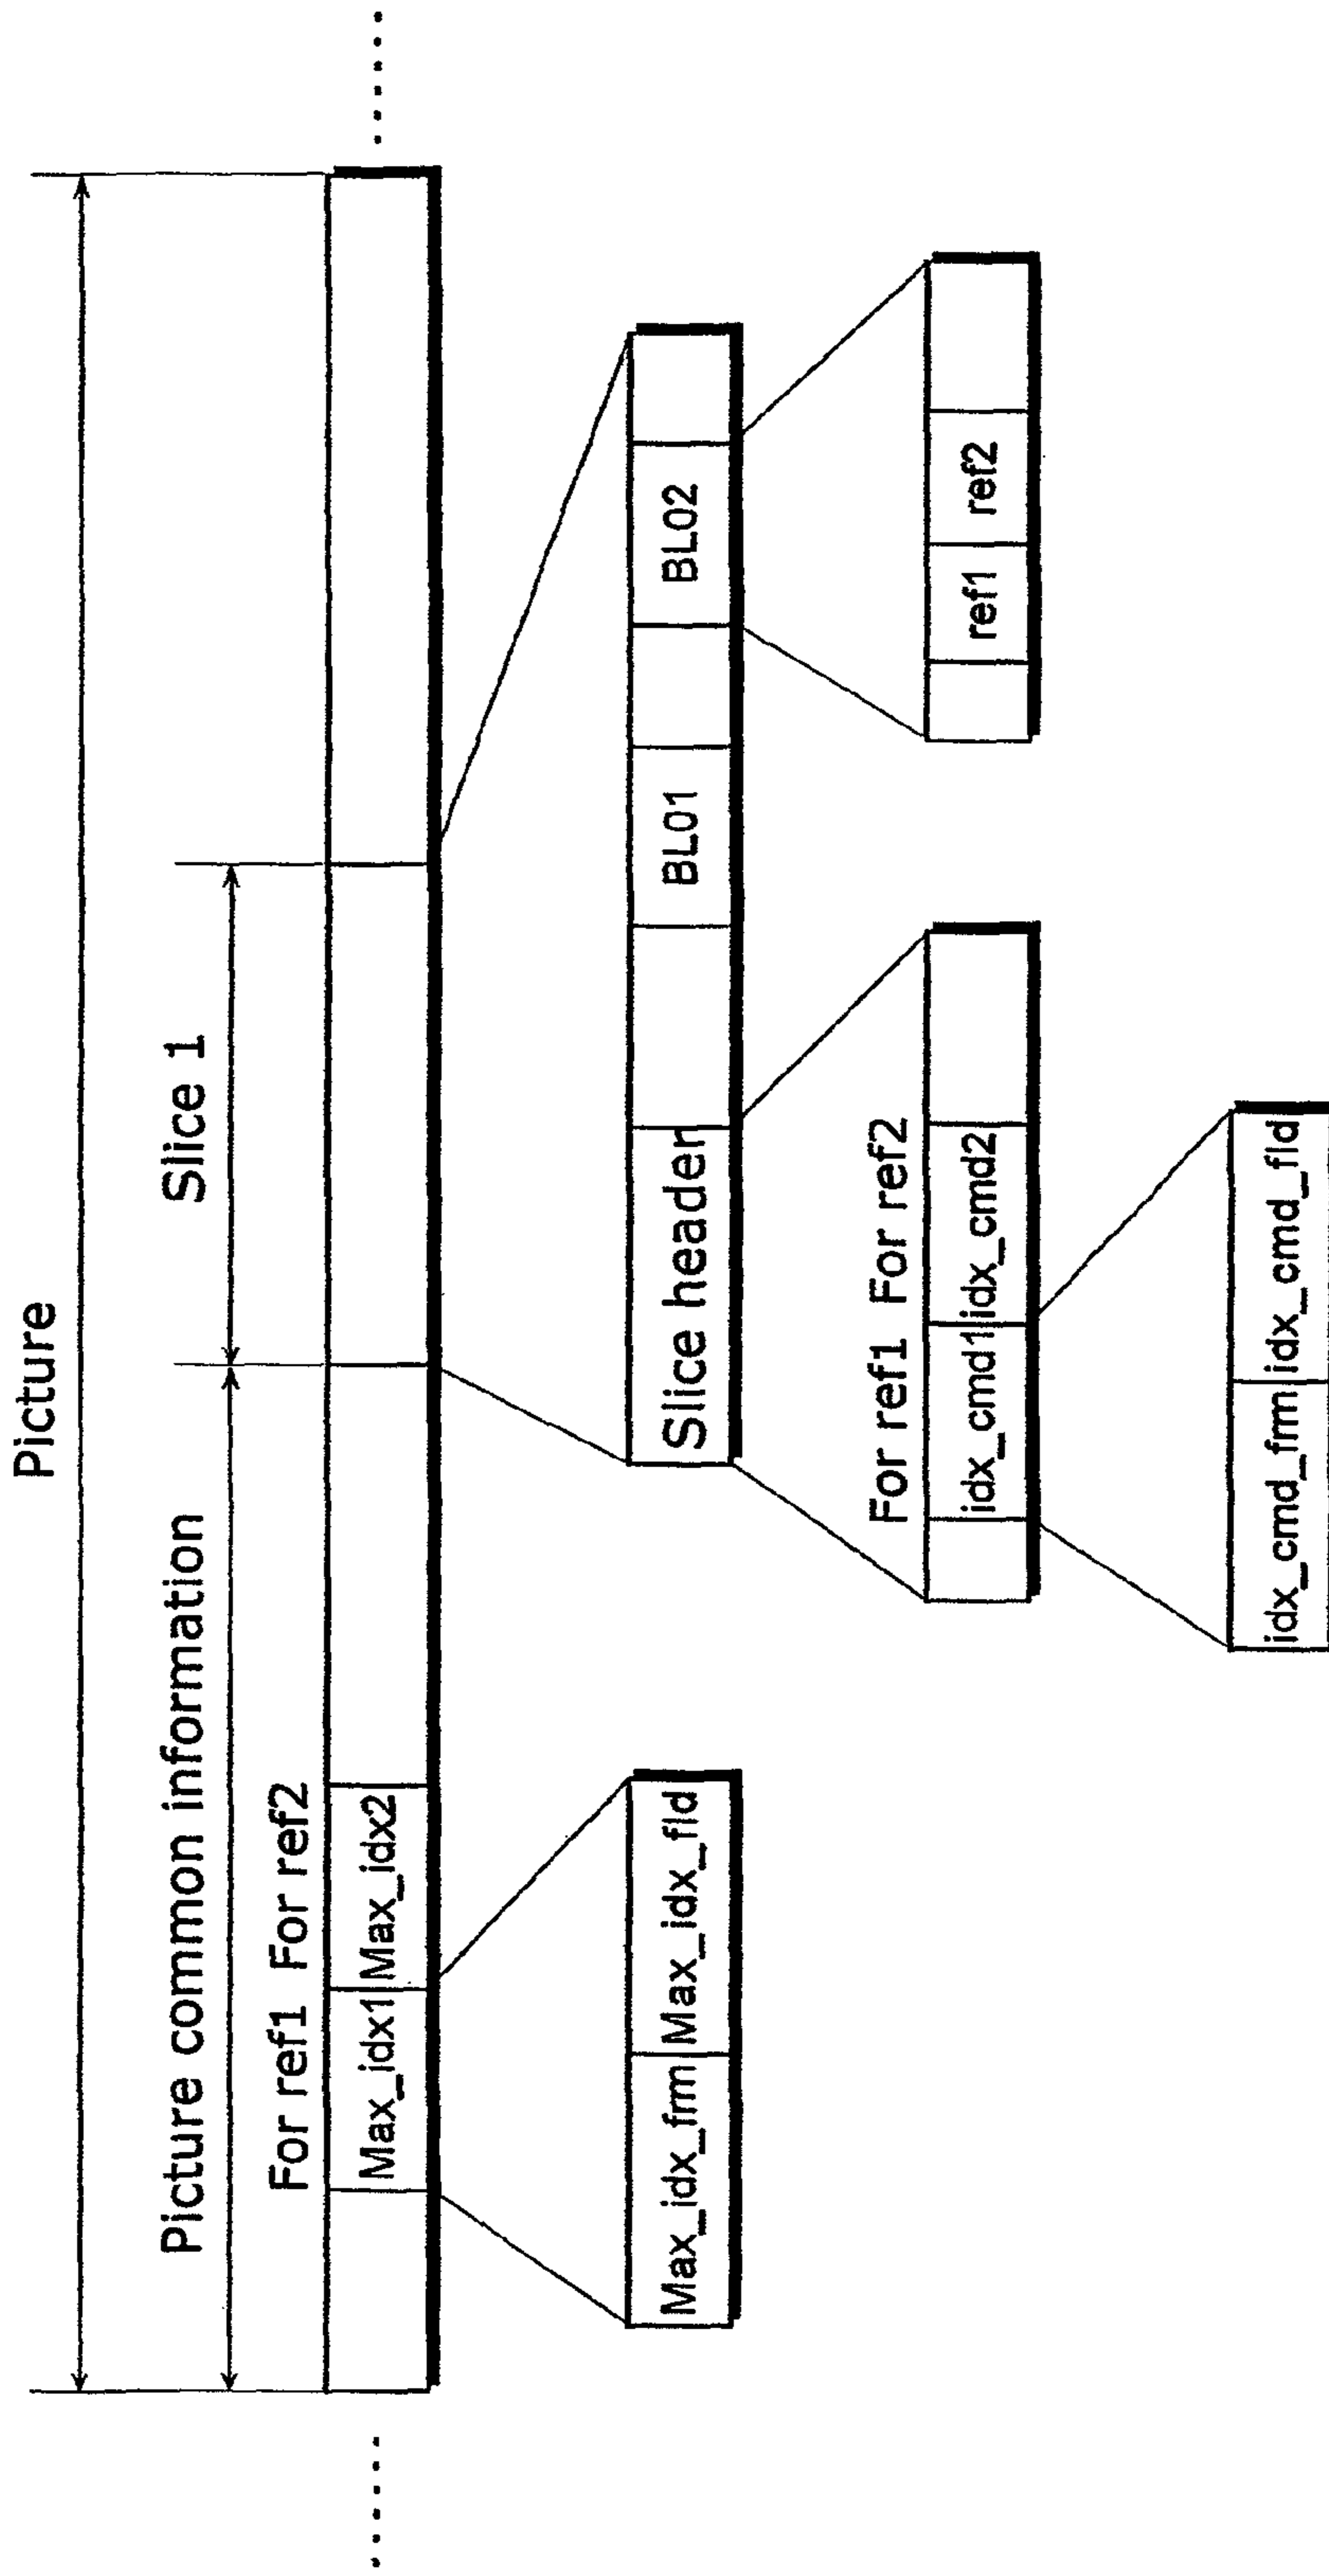 Picture
Picture common information
Slice 1
For ref1 For ref2
Max_idx1 Max_idx2
Max_idx_frm Max_idx_fld
Slice header BL01 BL02
For ref1 For ref2
idx_cmd1 idx_cmd2
ref1 ref2
idx_cmd_frm idx_cmd_fld